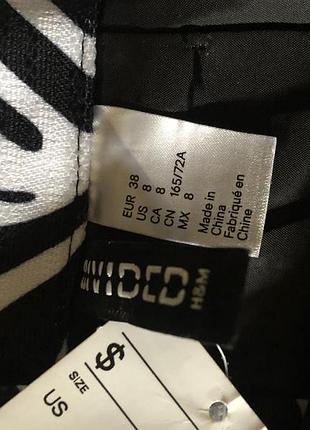 EUR 38
US 8
CA 8
CN 165/72A
MX 8
Made in
China
Fabriqué en
Chine
DIVIDED
H&M
$
SIZE
US